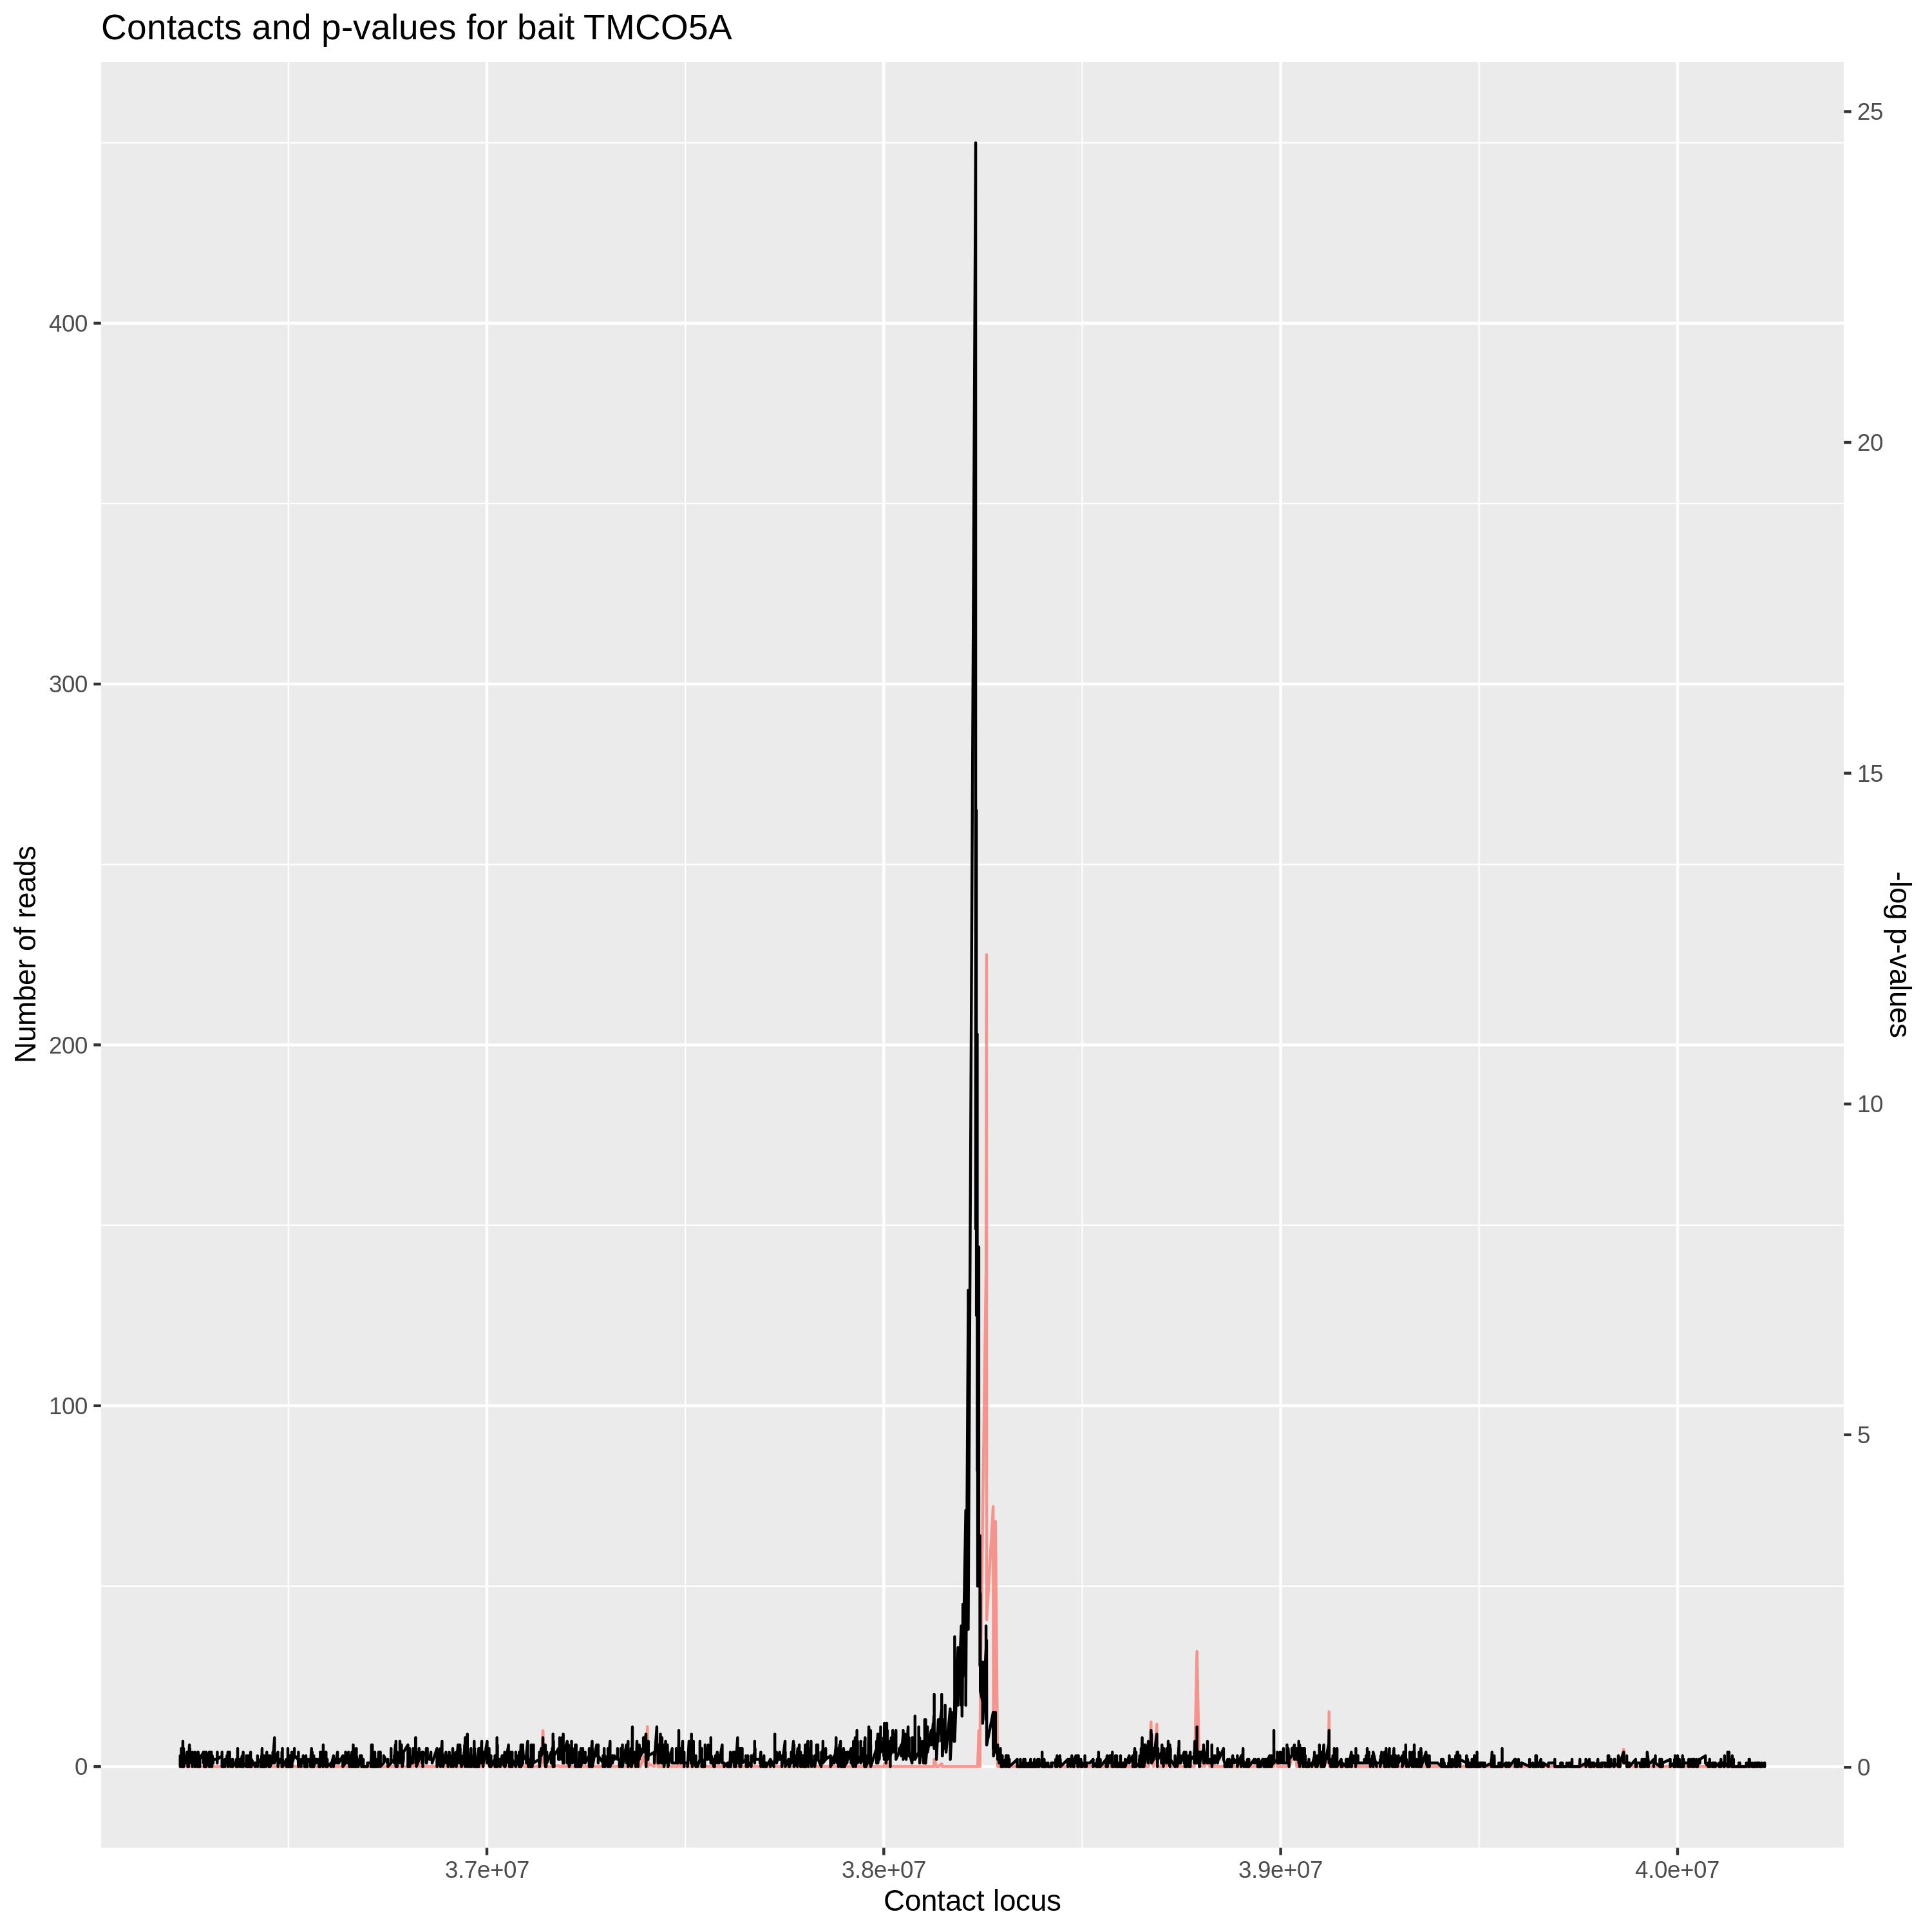 Contacts and p-values for bait TMCO5A
25
400
20
300
15
Number of reads
-log p-values
200
10
100
5
0
0
3.7e+07
3.8e+07
3.9e+07
4.0e+07
Contact locus